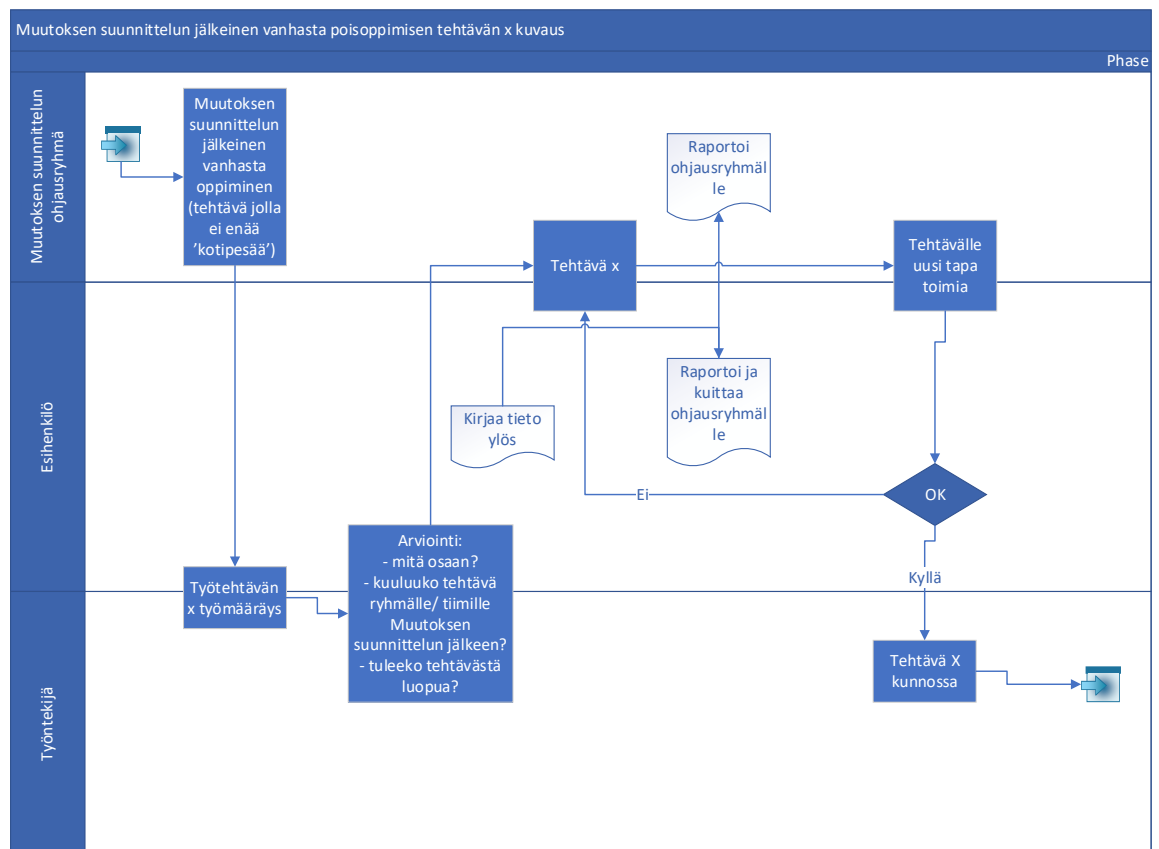 Muutoksen suunnittelun jälkeinen vanhasta poisoppimisen tehtävän x kuvaus
Phase
Muutoksen suunnittelun
ohjausryhmä
Muutoksen
suunnittelun
jälkeinen
vanhasta
oppiminen
(tehtävä jolla
ei enää
’kotipesää’)
Raportoi
ohjausryhmäl
le
Tehtävä x
Tehtävälle
uusi tapa
toimia
Esihenkilö
Kirjaa tieto
ylös
Raportoi ja
kuittaa
ohjausryhmäl
le
Ei
OK
Kyllä
Työtehtävän
x työmääräys
Arviointi:
- mitä osaan?
- kuuluuko tehtävä
ryhmälle/ tiimille
Muutoksen
suunnittelun jälkeen?
- tuleeko tehtävästä
luopua?
Työntekijä
Tehtävä X
kunnossa